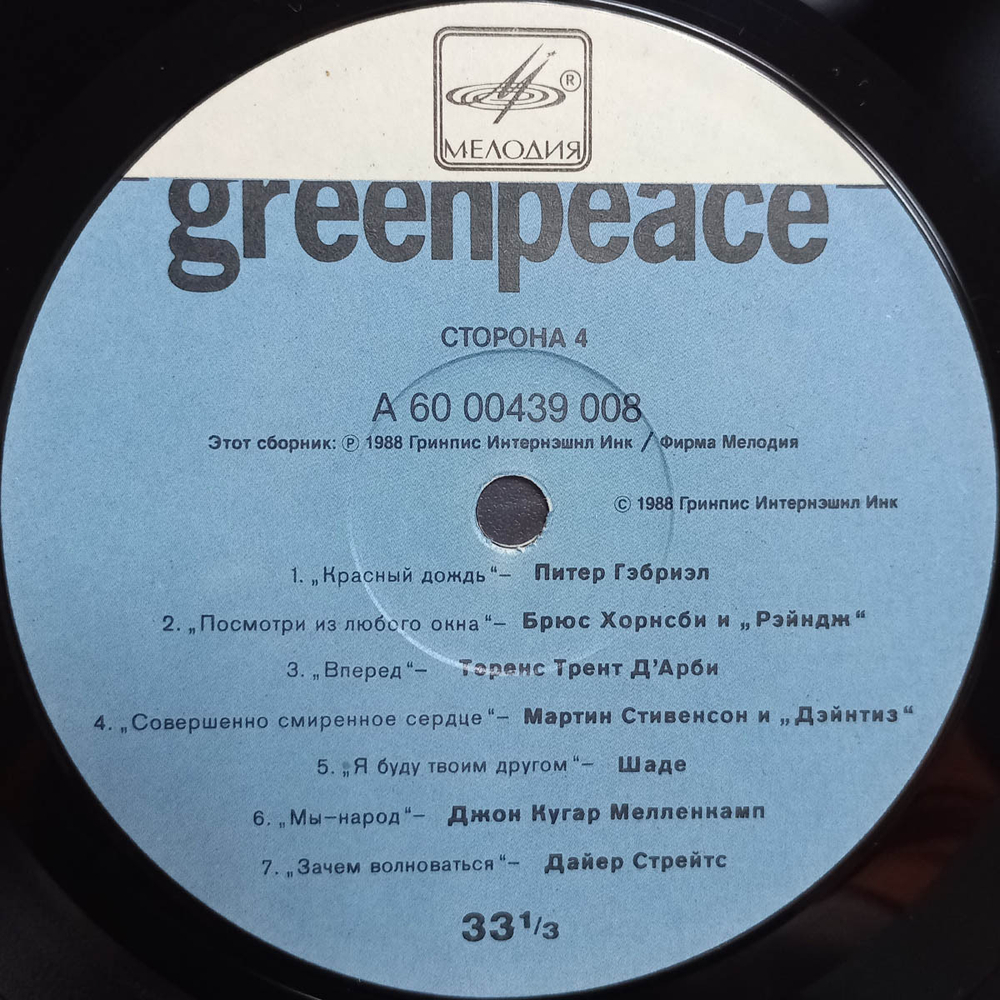 МЕЛОДИЯ ®
greenpeace
СТОРОНА 4
А 60 00439 008
Этот сборник: ℗ 1988 Гринпис Интернэшнл Инк / Фирма Мелодия
© 1988 Гринпис Интернэшнл Инк
1. „Красный дождь“– Питер Гэбриэл
2. „Посмотри из любого окна“– Брюс Хорнсби и „Рэйндж“
3. „Вперед“– Тэренс Трент Д'Арби
4. „Совершенно смиренное сердце“– Мартин Стивенсон и „Дэйнтиз“
5. „Я буду твоим другом“– Шаде
6. „Мы–народ“– Джон Кугар Мелленкамп
7. „Зачем волноваться“– Дайер Стрейтс
33 1/3